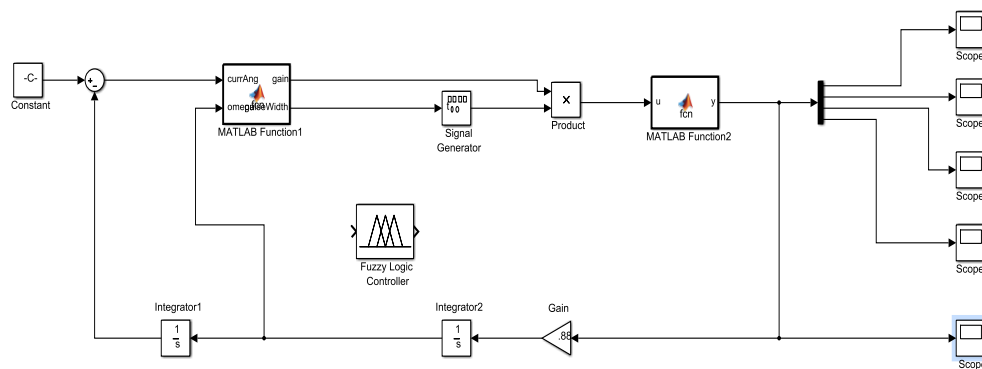 -C-
Constant
+
−
currAng
gain
omega
Width
fcn
MATLAB Function1
Signal
Generator
×
Product
u
y
fcn
MATLAB Function2
Scope
Scope
Scope
Scope
Fuzzy Logic
Controller
Integrator1
1
s
Integrator2
1
s
Gain
.88
Scope